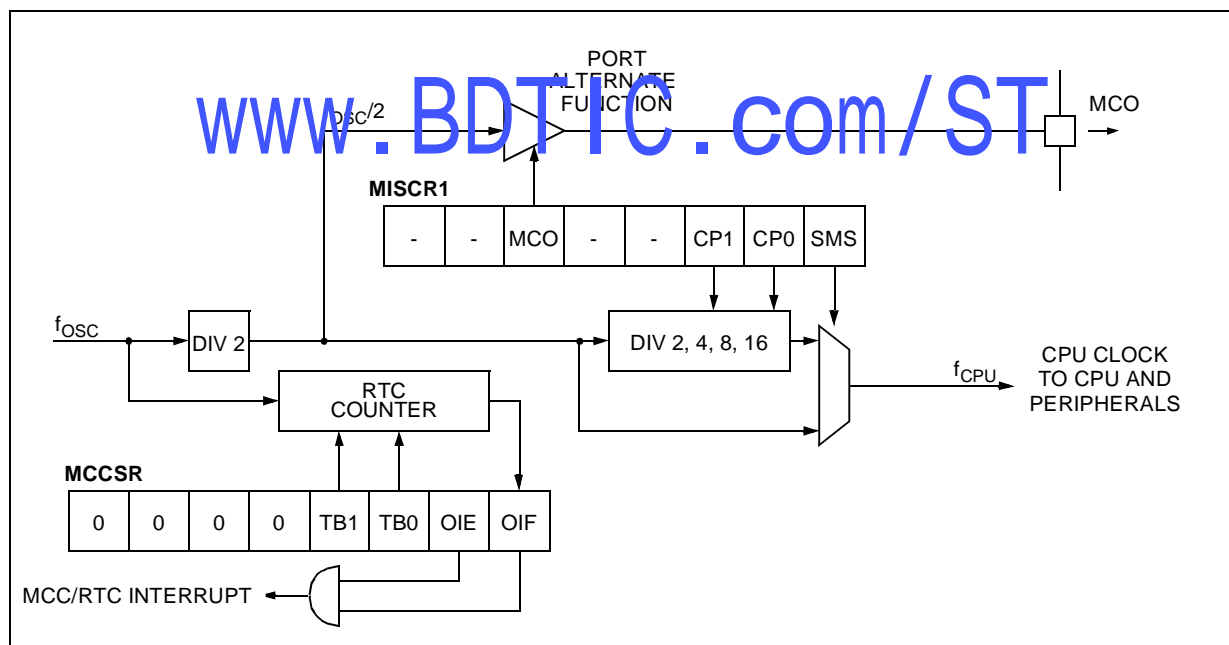 PORT
ALTERNATE
FUNCTION
www.BDTIC.com/ST
OSC/2
MCO
MISCR1
- - MCO - - CP1 CP0 SMS
fOSC
DIV 2
DIV 2, 4, 8, 16
fCPU
CPU CLOCK
TO CPU AND
PERIPHERALS
RTC
COUNTER
MCCSR
0 0 0 0 TB1 TB0 OIE OIF
MCC/RTC INTERRUPT